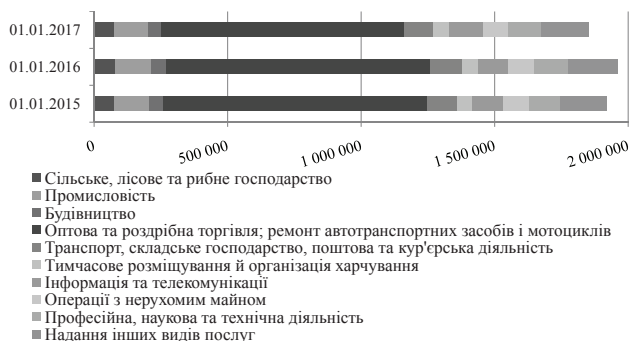 01.01.2017
01.01.2016
01.01.2015
0 500 000 1 000 000 1 500 000 2 000 000
Сільське, лісове та рибне господарство
Промисловість
Будівництво
Оптова та роздрібна торгівля; ремонт автотранспортних засобів і мотоциклів
Транспорт, складське господарство, поштова та кур'єрська діяльність
Тимчасове розміщування й організація харчування
Інформація та телекомунікації
Операції з нерухомим майном
Професійна, наукова та технічна діяльність
Надання інших видів послуг